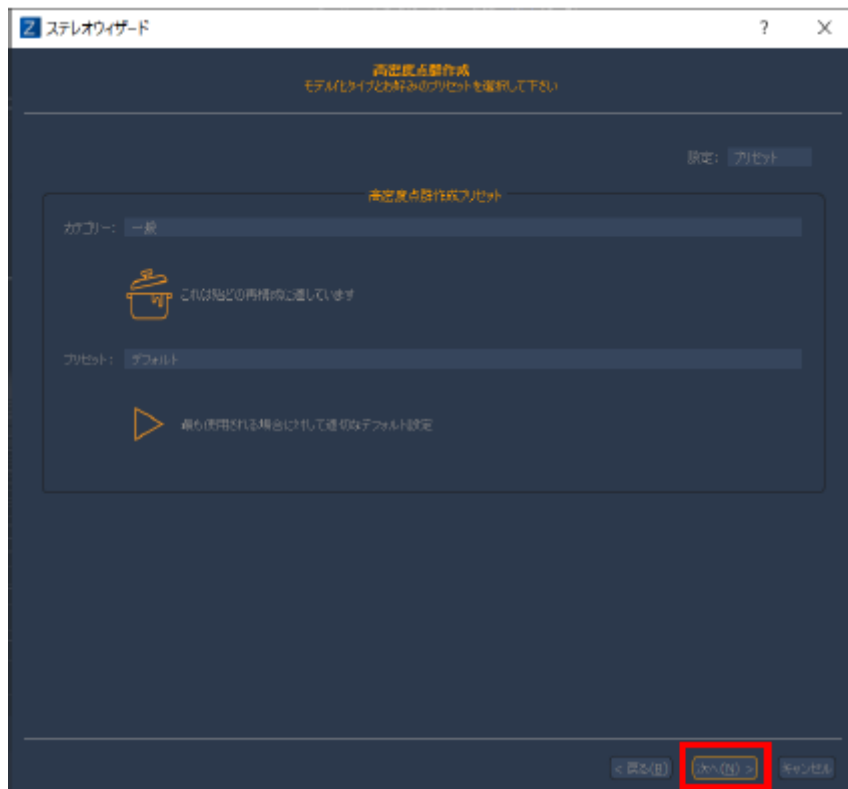 Z ステレオウィザード ? ×
高密度点群作成
モデル化タイプとお好みのプリセットを選択して下さい
設定： プリセット
高密度点群作成プリセット
カテゴリー： 一般
これは殆どの再構成に適しています
プリセット： デフォルト
最も使用される場合に対して適切なデフォルト設定
< 戻る(B) 次へ(N) > キャンセル